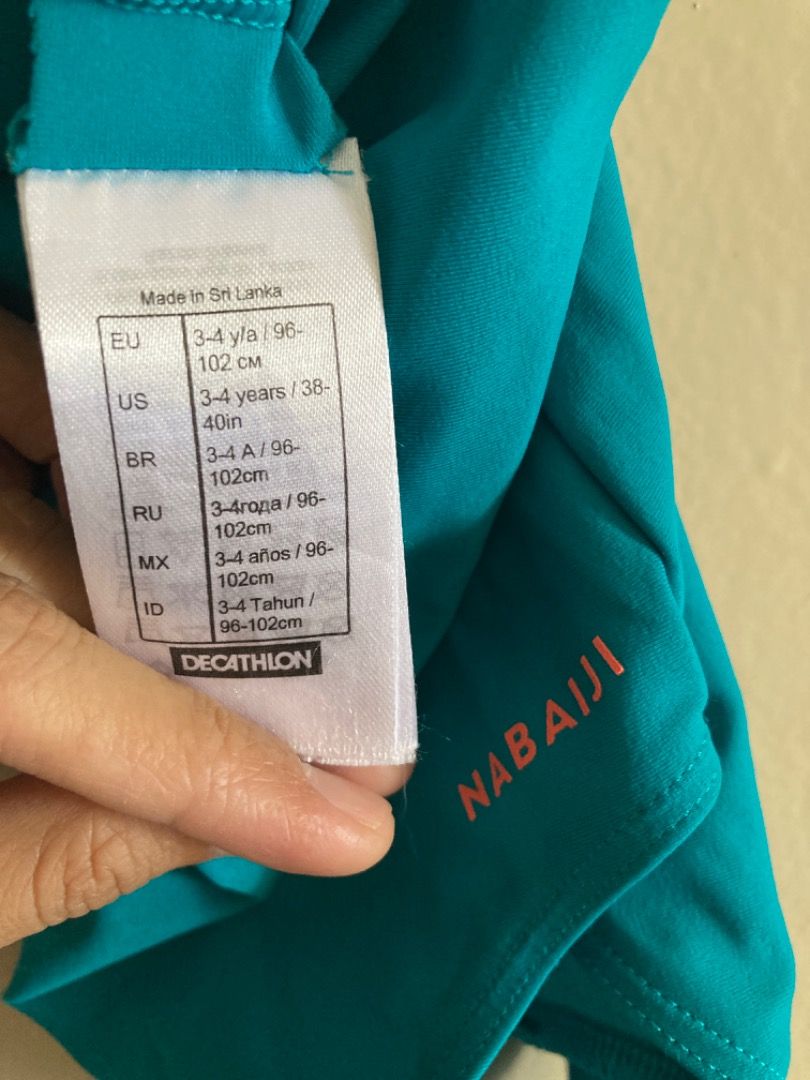 Made in Sri Lanka
EU 3-4 y/a / 96-
102 см
US 3-4 years / 38-
40in
BR 3-4 A / 96-
102cm
RU 3-4года / 96-
102cm
MX 3-4 años / 96-
102cm
ID 3-4 Tahun /
96-102cm
DECATHLON
NABAIJI